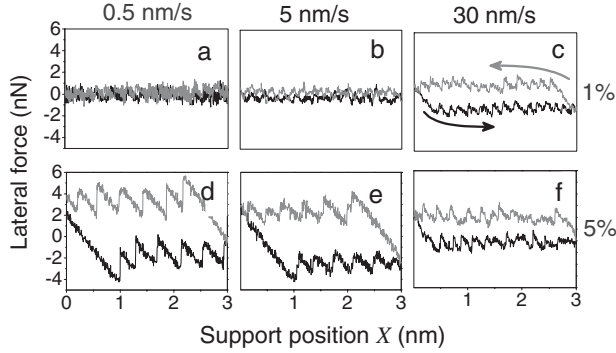 0.5 nm/s 5 nm/s 30 nm/s
6
4
2
0
-2
-4
a b c
1%
Lateral force (nN)
6
4
2
0
-2
-4
d e f
5%
0 1 2 3 0 1 2 3 0 1 2 3
Support position X (nm)